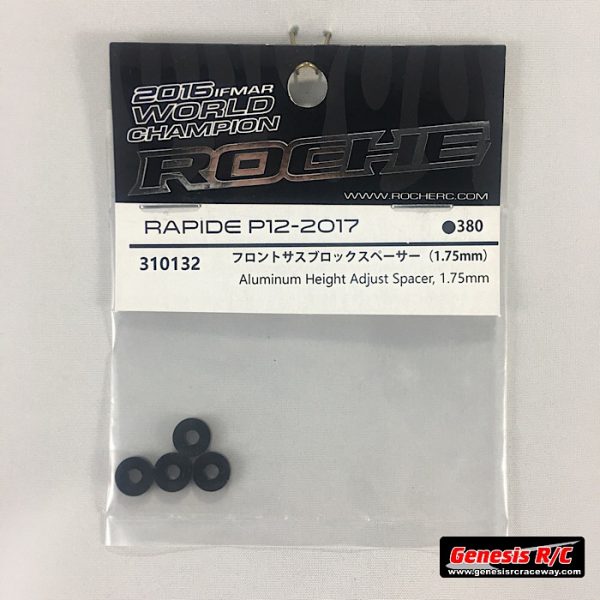 2016 IFMAR
WORLD
CHAMPION
ROCHE
WWW.ROCHERC.COM
RAPIDE P12-2017 ●380
310132 フロントサスブロックスペーサー（1.75mm）
Aluminum Height Adjust Spacer, 1.75mm
Genesis R/C
www.genesisrcraceway.com